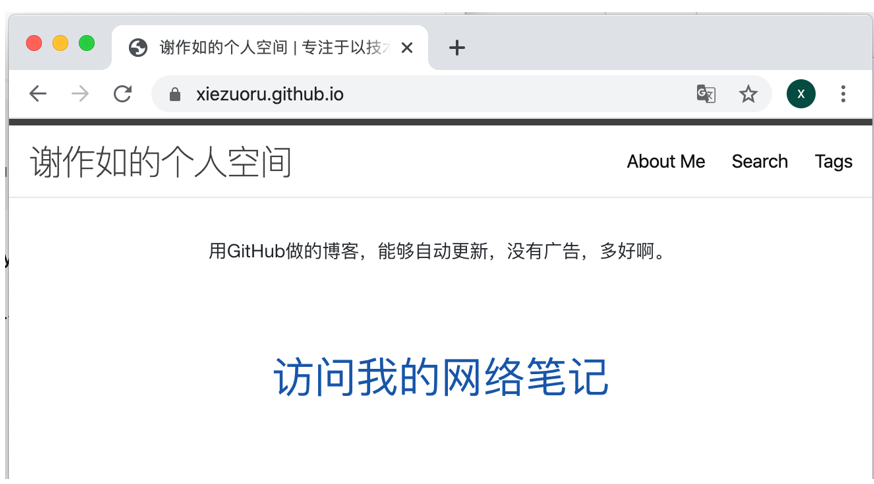 谢作如的个人空间 | 专注于以技
xiezuoru.github.io
X
谢作如的个人空间
About Me Search Tags
用GitHub做的博客，能够自动更新，没有广告，多好啊。
访问我的网络笔记